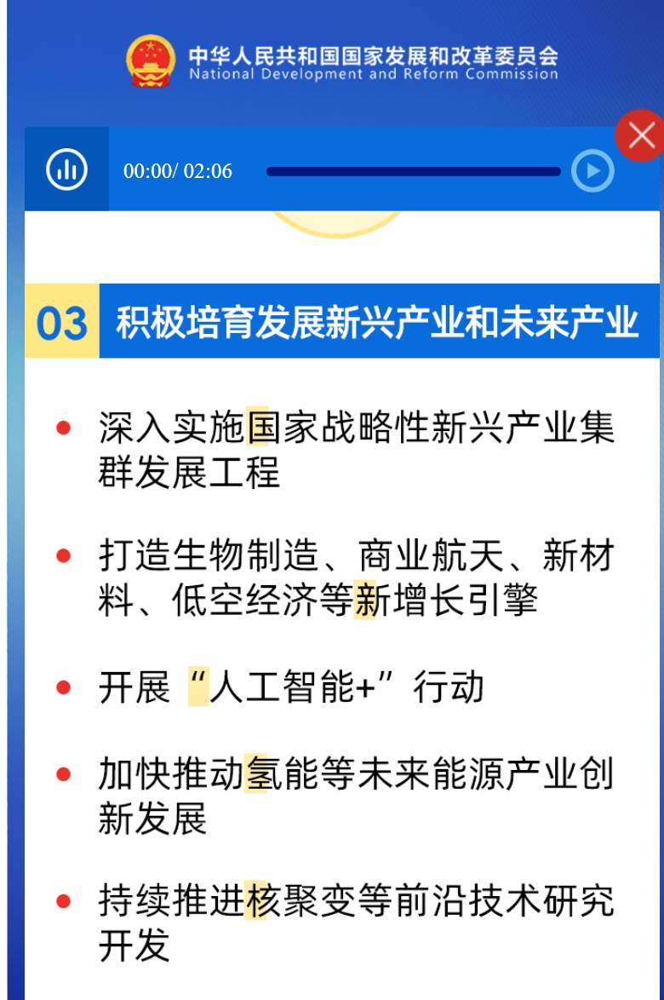 中华人民共和国国家发展和改革委员会
National Development and Reform Commission
00:00/ 02:06
03 积极培育发展新兴产业和未来产业
深入实施国家战略性新兴产业集
群发展工程
打造生物制造、商业航天、新材
料、低空经济等新增长引擎
开展“人工智能+”行动
加快推动氢能等未来能源产业创
新发展
持续推进核聚变等前沿技术研究
开发